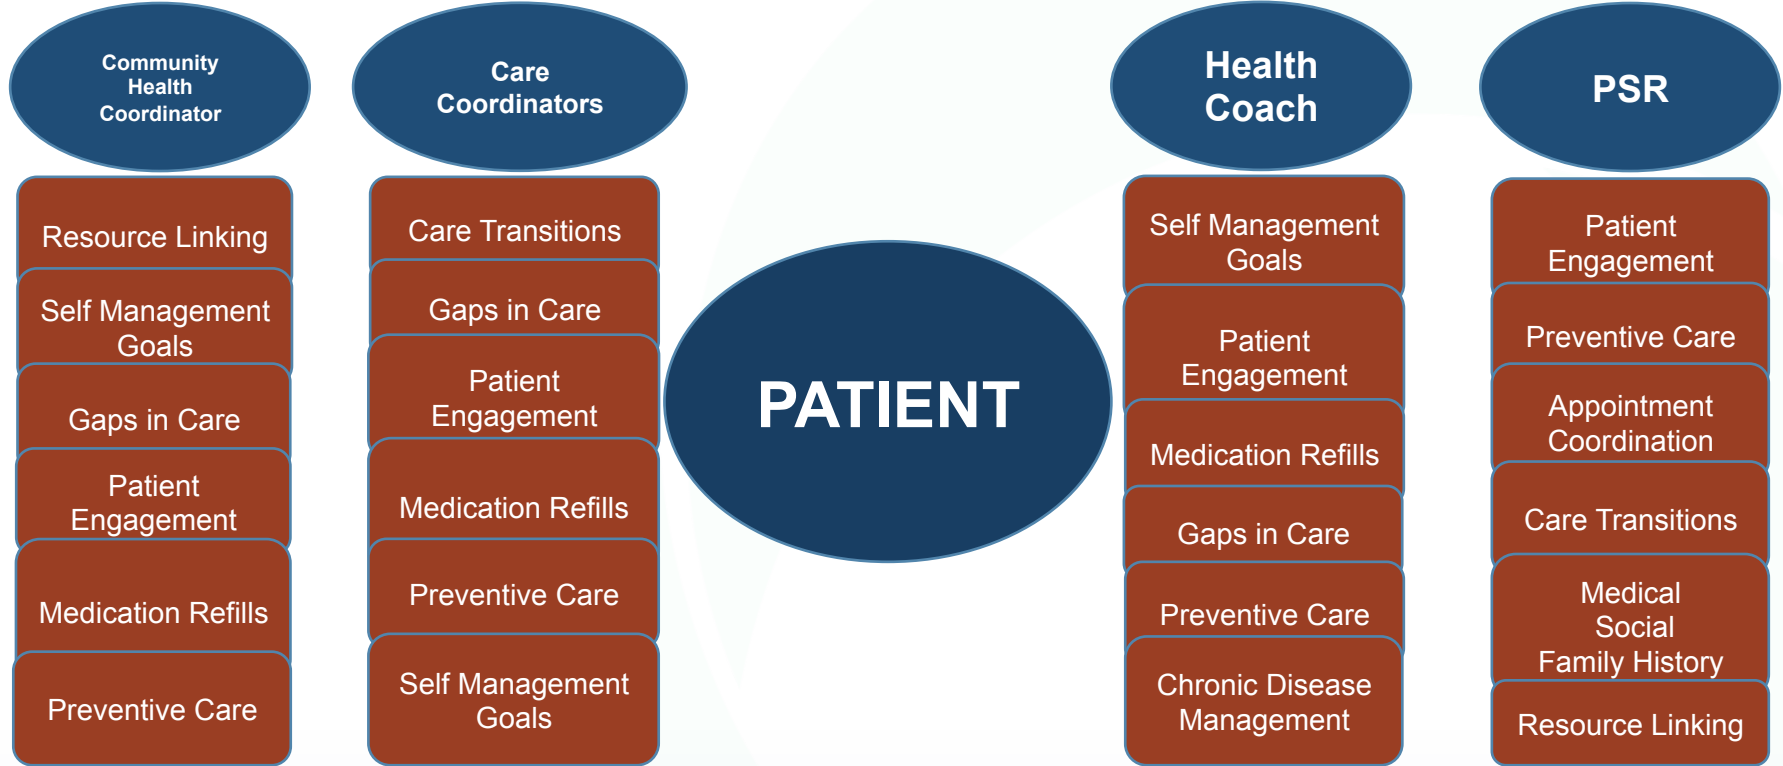 Community
Health
Coordinator
Resource Linking
Self Management
Goals
Gaps in Care
Patient
Engagement
Medication Refills
Preventive Care
Care
Coordinators
Care Transitions
Gaps in Care
Patient
Engagement
Medication Refills
Preventive Care
Self Management
Goals
PATIENT
Health
Coach
Self Management
Goals
Patient
Engagement
Medication Refills
Gaps in Care
Preventive Care
Chronic Disease
Management
PSR
Patient
Engagement
Preventive Care
Appointment
Coordination
Care Transitions
Medical
Social
Family History
Resource Linking